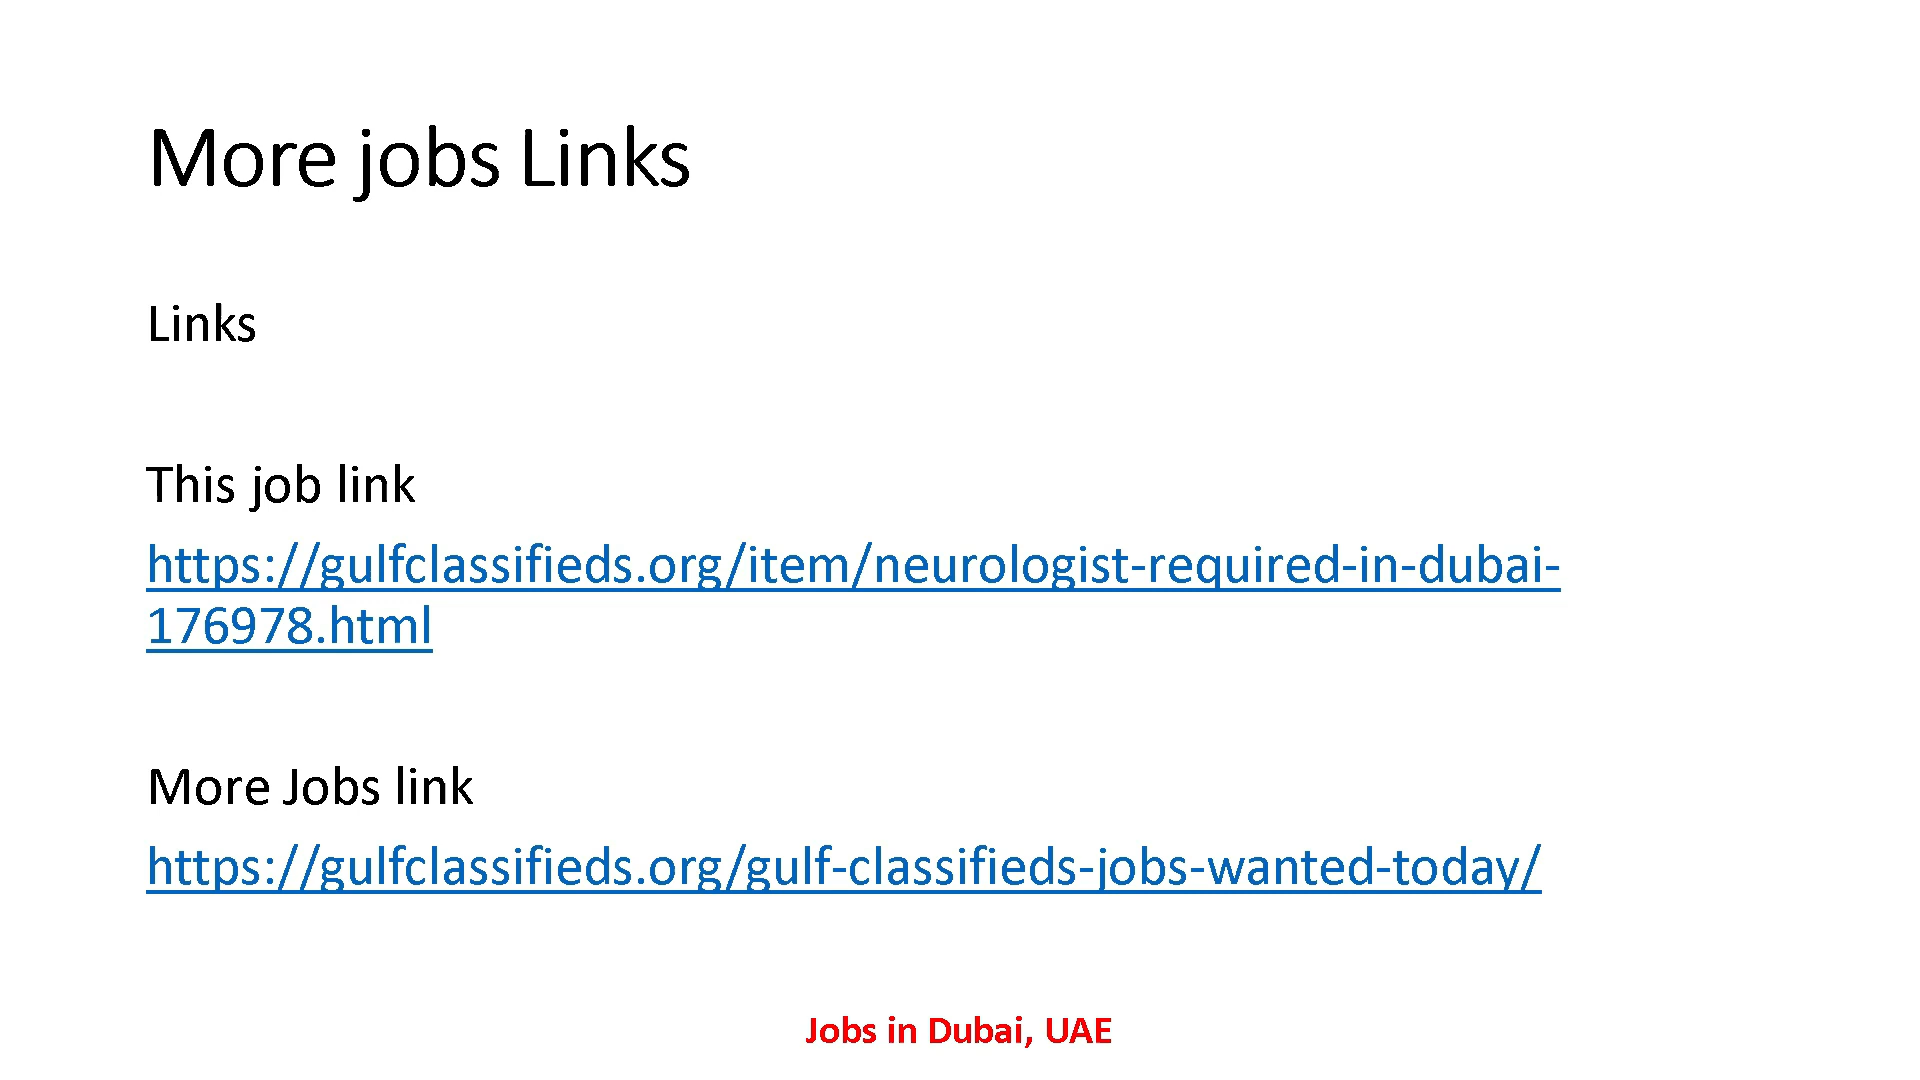 More jobs Links
Links
This job link
https://gulfclassifieds.org/item/neurologist-required-in-dubai-
176978.html
More Jobs link
https://gulfclassifieds.org/gulf-classifieds-jobs-wanted-today/
Jobs in Dubai, UAE